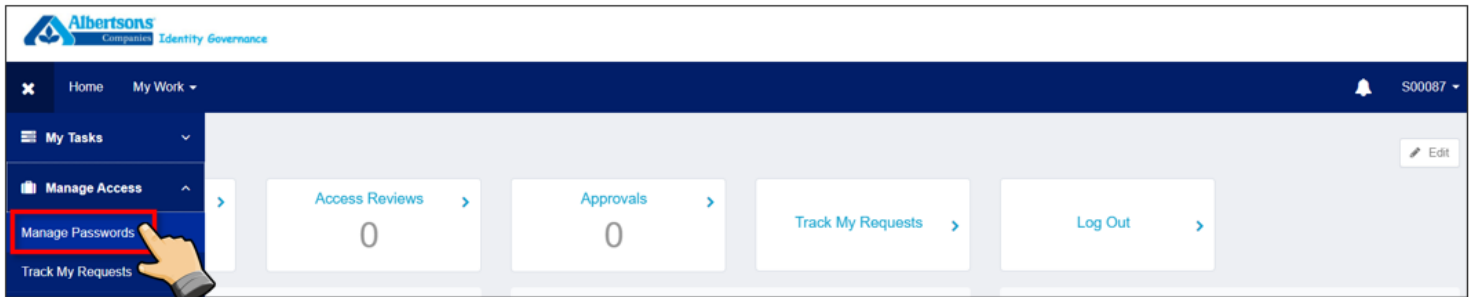 Albertsons
Companies Identity Governance
Home My Work S00087
My Tasks
Edit
Manage Access
Access Reviews
0
Approvals
0
Track My Requests
Log Out
Manage Passwords
Track My Requests